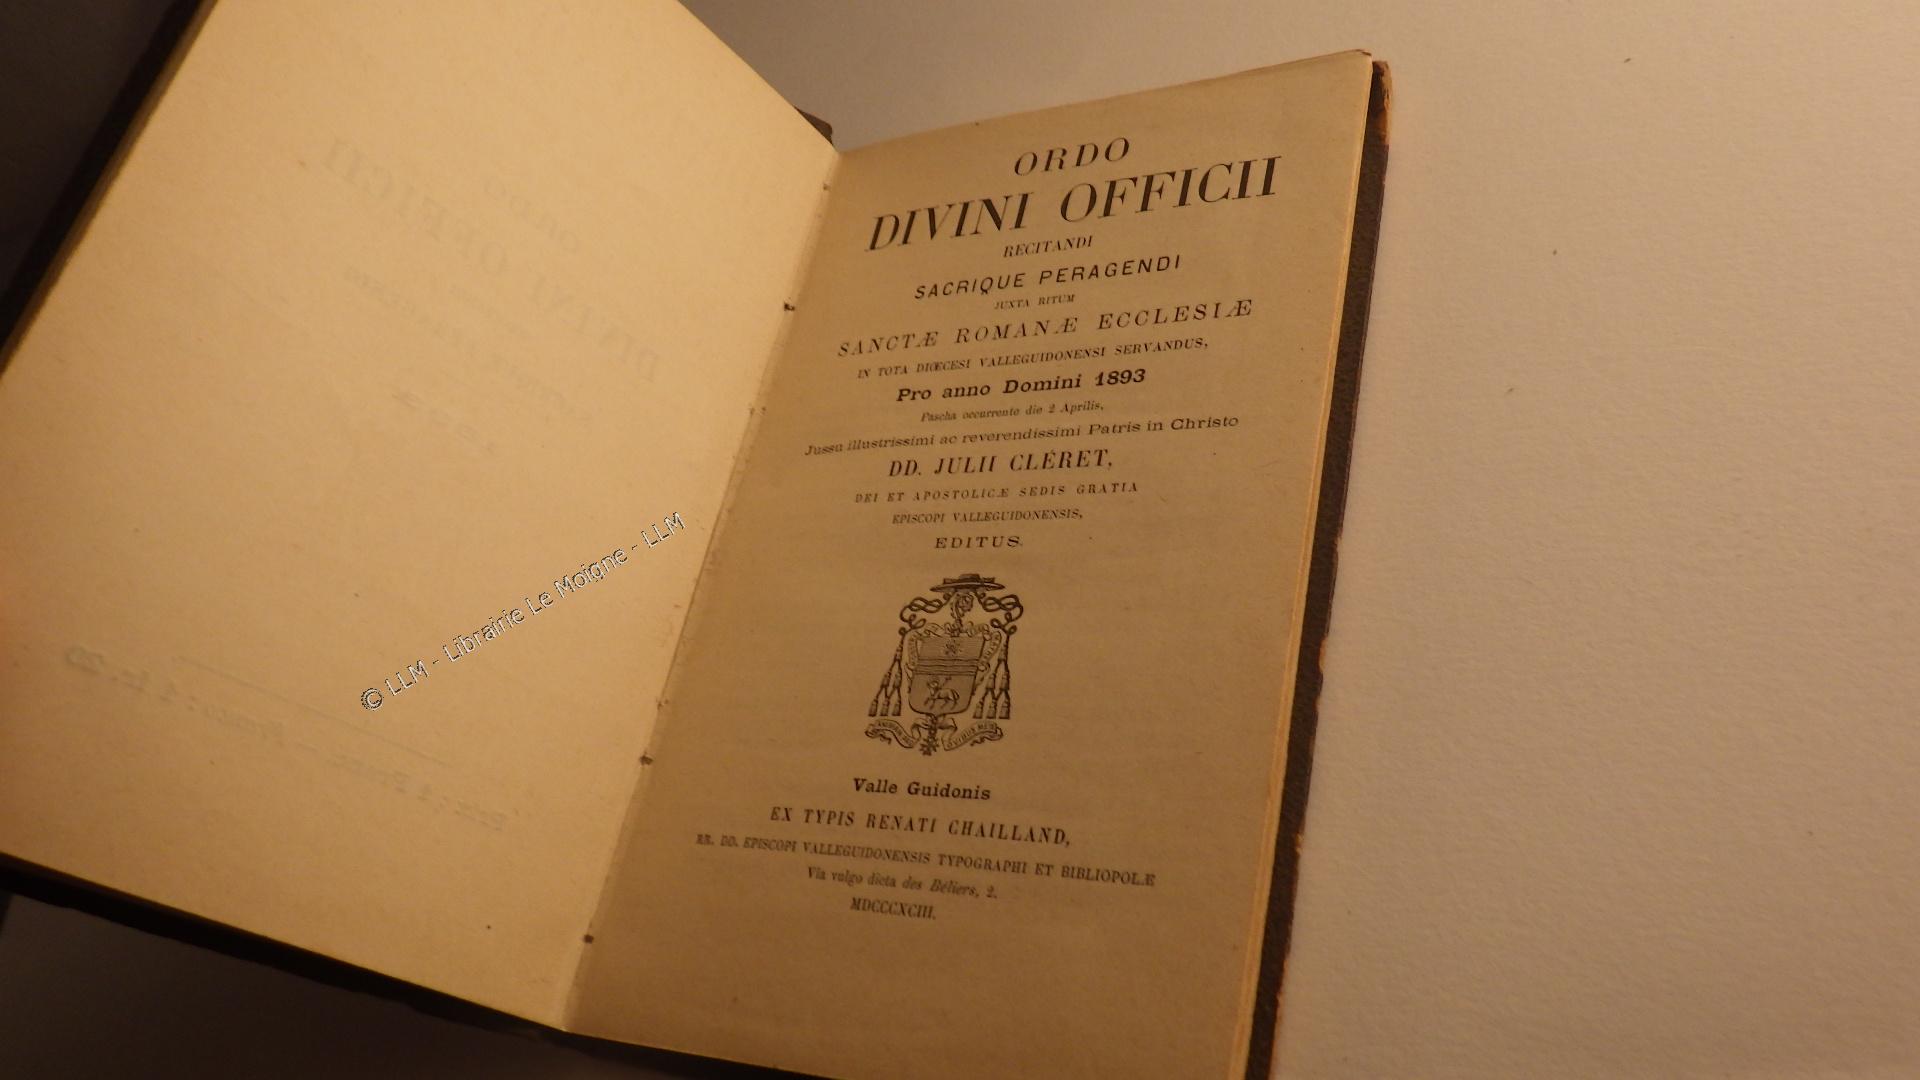 ORDO
DIVINI OFFICII
RECITANDI
SACRIQUE PERAGENDI
JUXTA RITUM
SANCTÆ ROMANÆ ECCLESIÆ
IN TOTA DIŒCESI VALLEGUIDONENSI SERVANDUS,
Pro anno Domini 1893
Pascha occurrente die 2 Aprilis,
Jussu illustrissimi ac reverendissimi Patris in Christo
DD. JULII CLÉRET,
DEI ET APOSTOLICÆ SEDIS GRATIA
EPISCOPI VALLEGUIDONENSIS,
EDITUS.
Valle Guidonis
EX TYPIS RENATI CHAILLAND,
RR. DD. EPISCOPI VALLEGUIDONENSIS TYPOGRAPHI ET BIBLIOPOLÆ
Via vulgo dicta des Béliers, 2.
MDCCCXCIII.
© LLM - Librairie Le Moigne - LLM